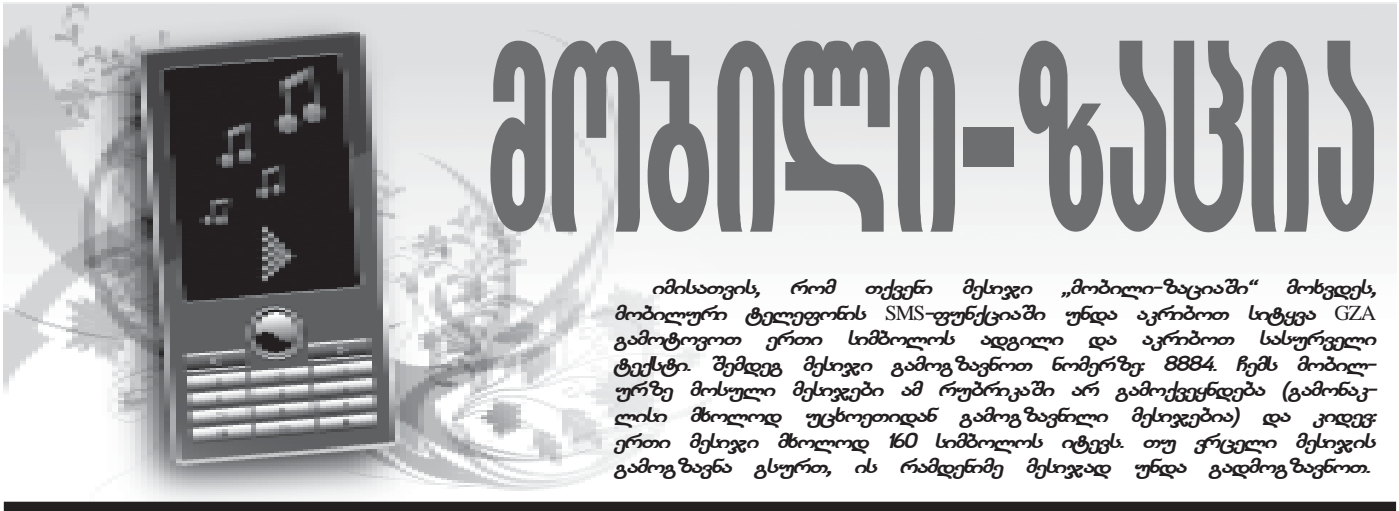 მობილი-ზაცია
იმისათვის, რომ თქვენი მესიჯი „მობილი-ზაციაში“ მოხვდეს,
მობილური ტელეფონის SMS-ფუნქციაში უნდა აკრიბოთ სიტყვა GZA
გამოტოვოთ ერთი სიმბოლოს ადგილი და აკრიბოთ სასურველი
ტექსტი. შემდეგ მესიჯი გამოგზავნოთ ნომერზე: 8884. ჩემს მობილ-
ურზე მოსული მესიჯები ამ რუბრიკაში არ გამოქვეყნდება (გამონაკ-
ლისი მხოლოდ უცხოეთიდან გამოგზავნილი მესიჯებია) და კიდევ:
ერთი მესიჯი მხოლოდ 160 სიმბოლოს იტევს. თუ ვრცელი მესიჯის
გამოგზავნა გსურთ, ის რამდენიმე მესიჯად უნდა გადმოგზავნოთ.